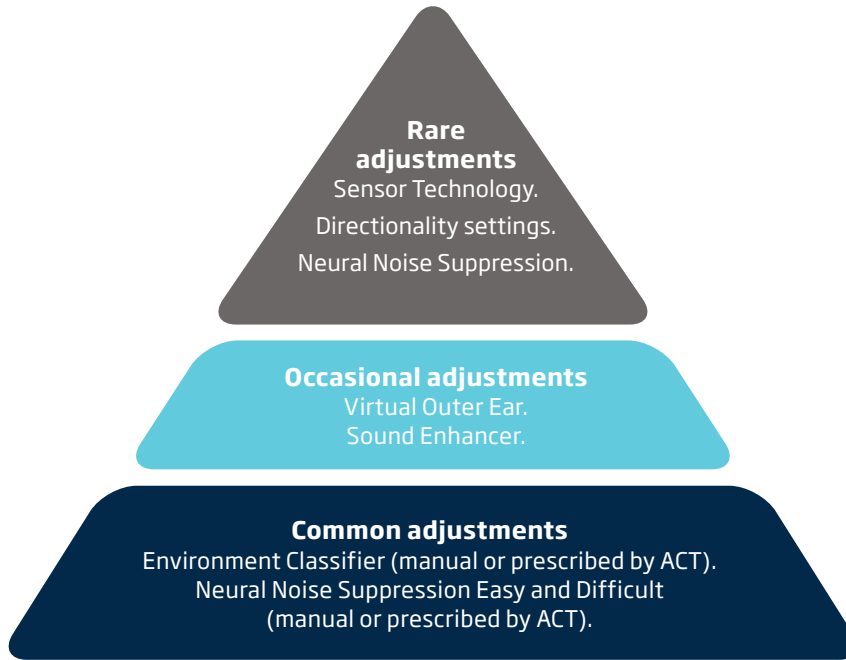 Rare
adjustments
Sensor Technology.
Directionality settings.
Neural Noise Suppression.
Occasional adjustments
Virtual Outer Ear.
Sound Enhancer.
Common adjustments
Environment Classifier (manual or prescribed by ACT).
Neural Noise Suppression Easy and Difficult
(manual or prescribed by ACT).